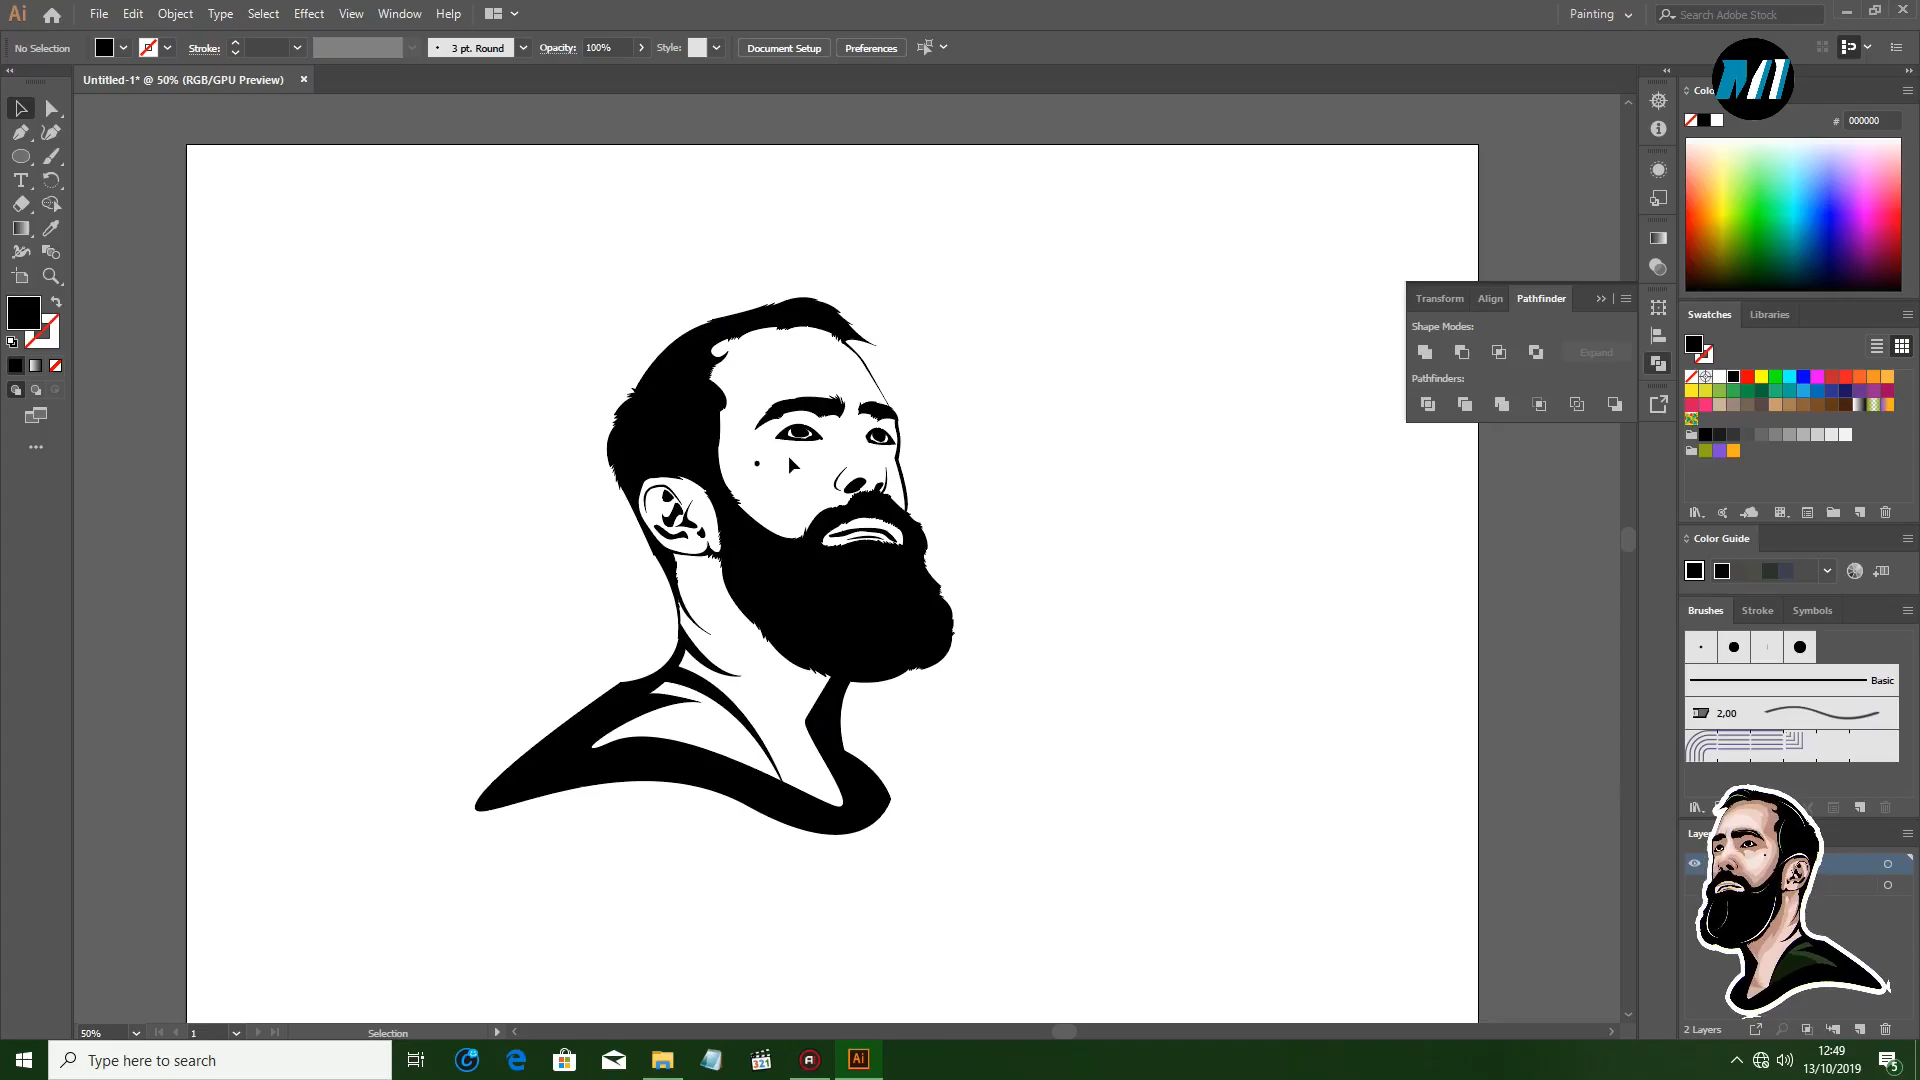 Ai File Edit Object Type Select Effect View Window Help
Painting
Search Adobe Stock
No Selection
Stroke:
3 pt. Round
Opacity: 100%
Style:
Document Setup
Preferences
Untitled-1* @ 50% (RGB/GPU Preview)
# 000000
Transform Align Pathfinder
Shape Modes:
Expand
Pathfinders:
Swatches Libraries
Color Guide
Brushes Stroke Symbols
Basic
2,00
2 Layers
50%
1
Selection
Type here to search
321
Ai
12:49
13/10/2019
5